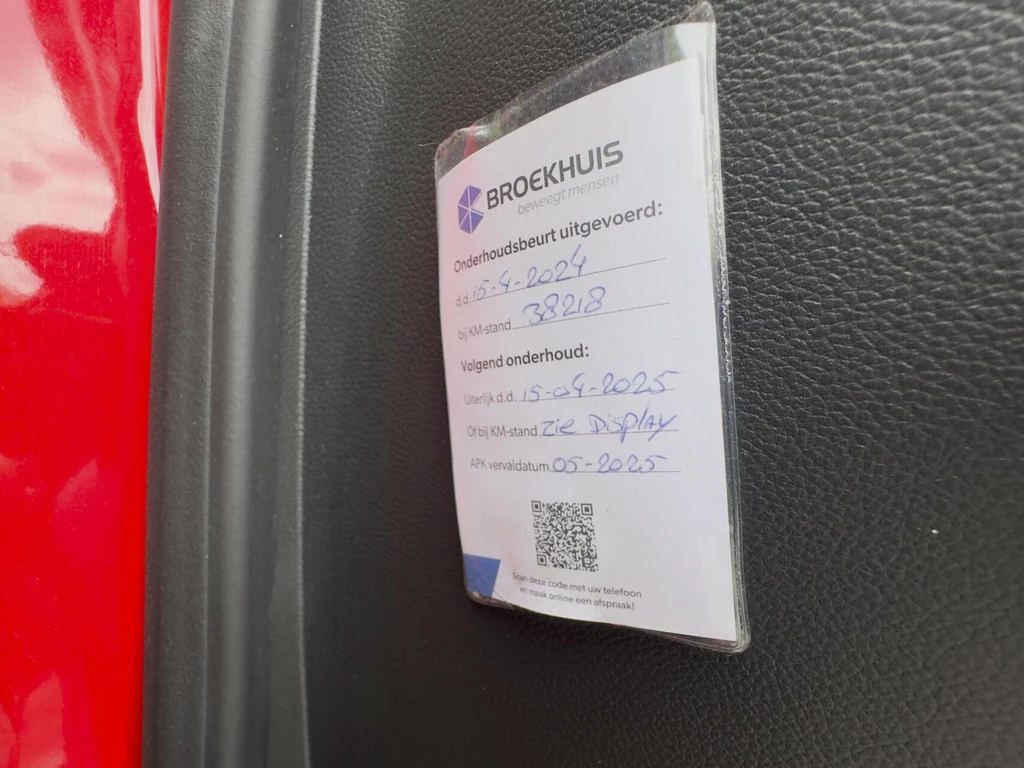 BROEKHUIS
beweegt mensen
Onderhoudsbeurt uitgevoerd:
d.d. 15-4-2024
bij KM-stand 38218
Volgend onderhoud:
Uiterlijk d.d. 15-04-2025
Of bij KM-stand zie Display
APK vervaldatum 05-2025
Scan deze code met uw telefoon
en maak online een afspraak!